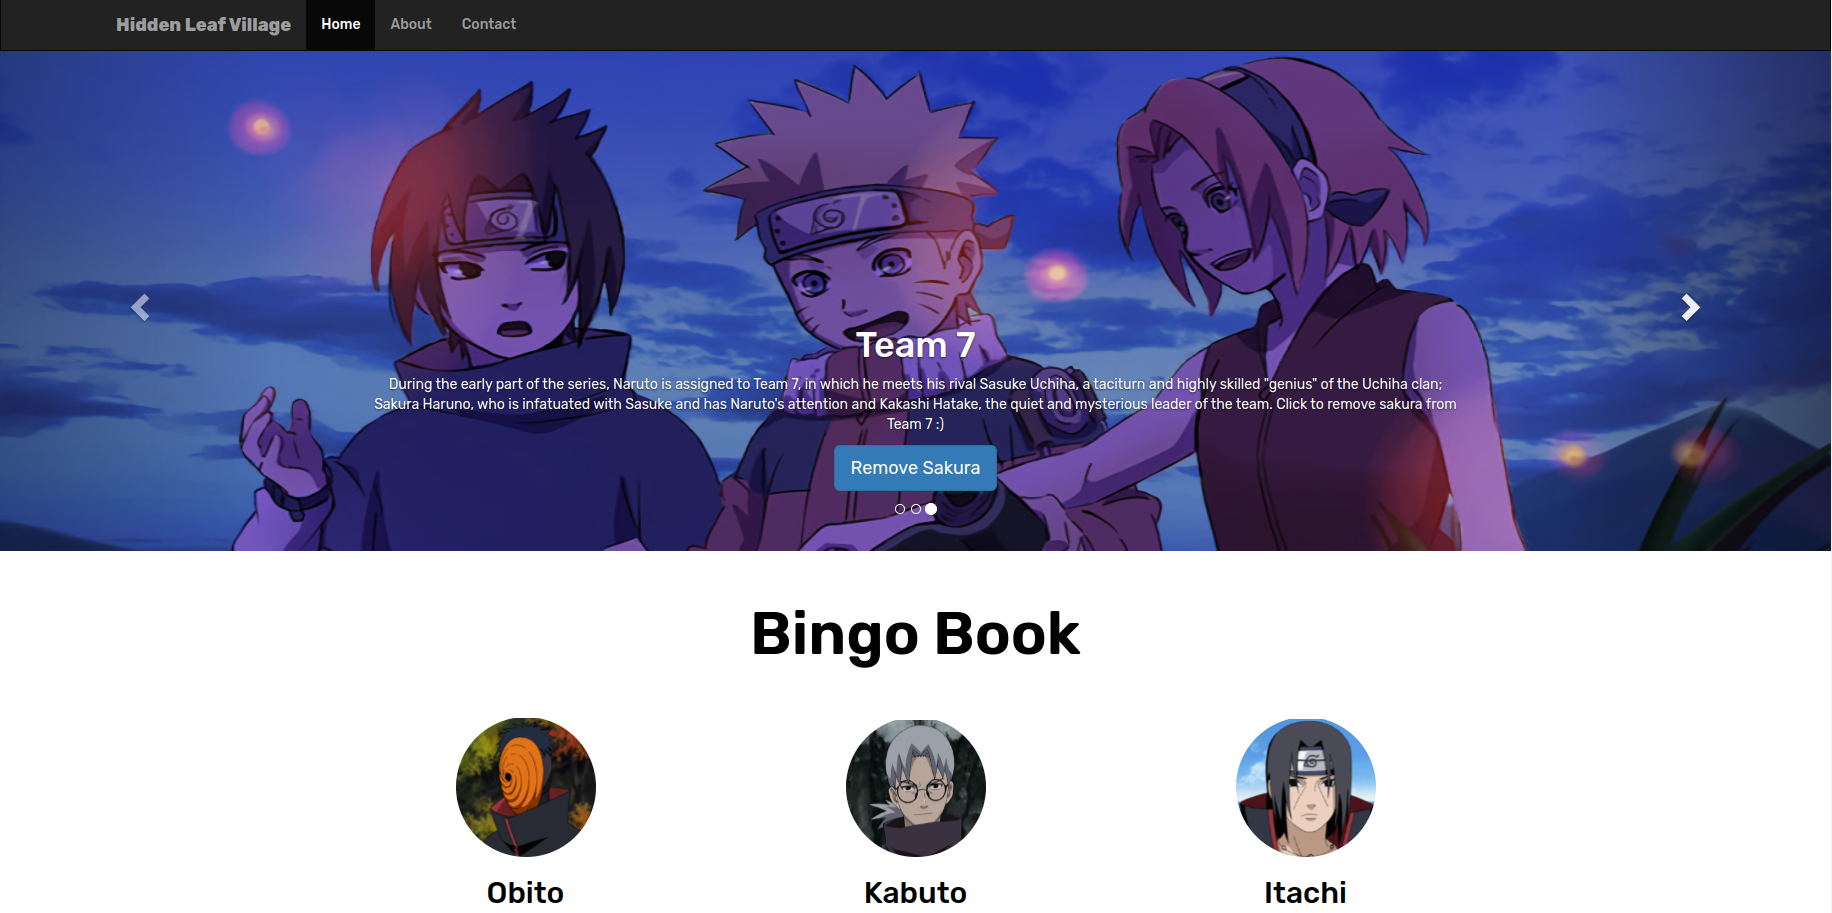 Hidden Leaf Village Home About Contact
Team 7
During the early part of the series, Naruto is assigned to Team 7, in which he meets his rival Sasuke Uchiha, a taciturn and highly skilled "genius" of the Uchiha clan;
Sakura Haruno, who is infatuated with Sasuke and has Naruto's attention and Kakashi Hatake, the quiet and mysterious leader of the team. Click to remove sakura from
Team 7 :)
Remove Sakura
Bingo Book
Obito Kabuto Itachi